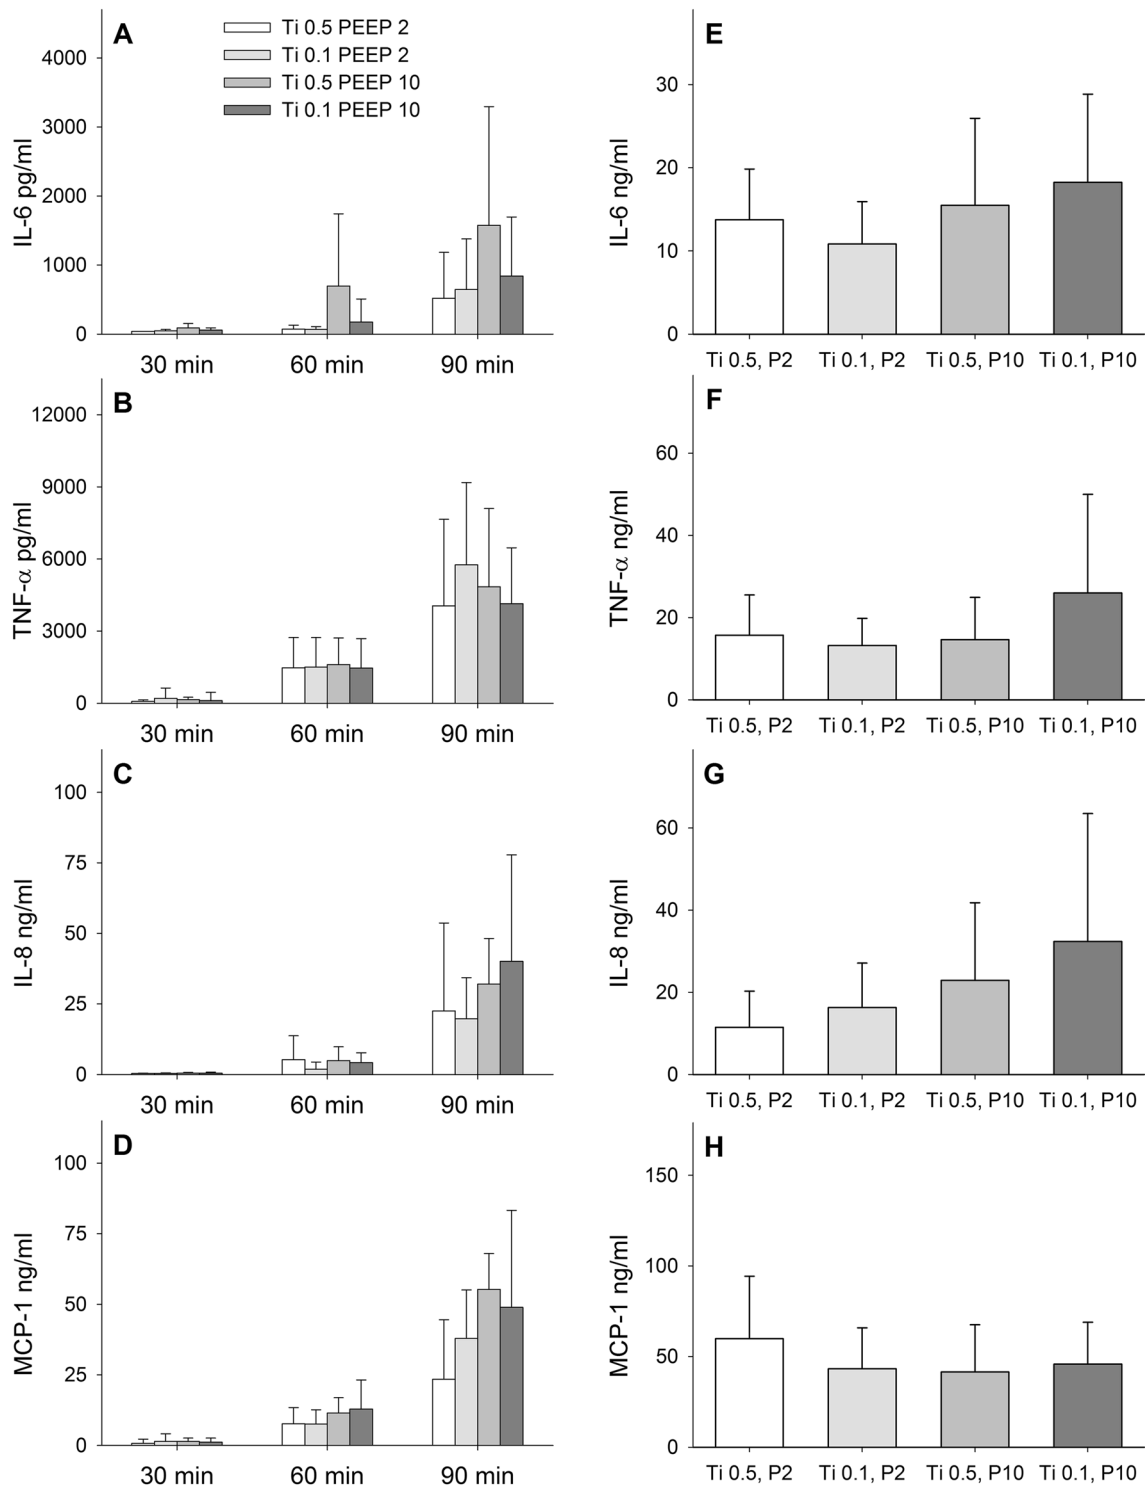 A
Ti 0.5 PEEP 2
Ti 0.1 PEEP 2
Ti 0.5 PEEP 10
Ti 0.1 PEEP 10
IL-6 pg/ml
4000
3000
2000
1000
0
30 min 60 min 90 min
B
TNF-α pg/ml
12000
9000
6000
3000
0
30 min 60 min 90 min
C
IL-8 ng/ml
100
75
50
25
0
30 min 60 min 90 min
D
MCP-1 ng/ml
100
75
50
25
0
30 min 60 min 90 min
E
IL-6 ng/ml
30
20
10
0
Ti 0.5, P2 Ti 0.1, P2 Ti 0.5, P10 Ti 0.1, P10
F
TNF-α ng/ml
60
40
20
0
Ti 0.5, P2 Ti 0.1, P2 Ti 0.5, P10 Ti 0.1, P10
G
IL-8 ng/ml
60
40
20
0
Ti 0.5, P2 Ti 0.1, P2 Ti 0.5, P10 Ti 0.1, P10
H
MCP-1 ng/ml
150
100
50
0
Ti 0.5, P2 Ti 0.1, P2 Ti 0.5, P10 Ti 0.1, P10